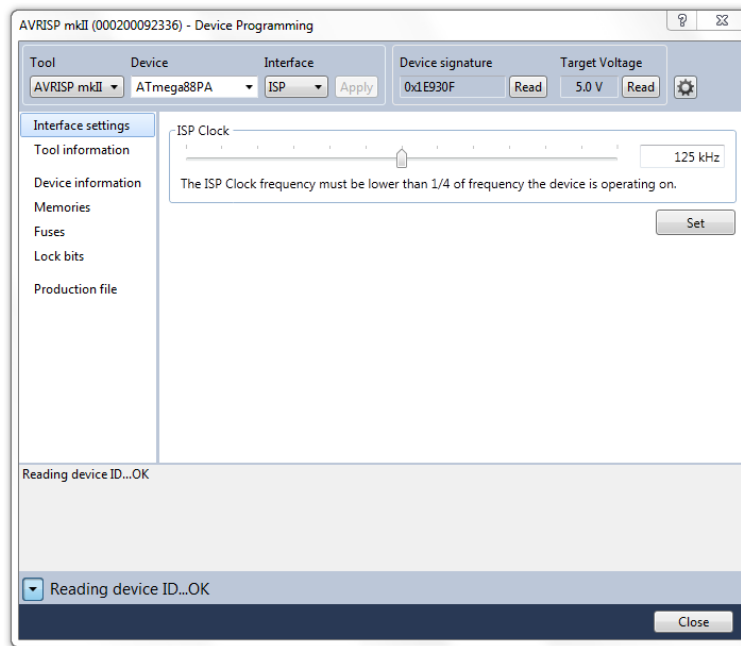 AVRISP mkII (000200092336) - Device Programming
Tool Device Interface Device signature Target Voltage
AVRISP mkII ATmega88PA ISP Apply 0x1E930F Read 5.0 V Read
Interface settings
Tool information
Device information
Memories
Fuses
Lock bits
Production file
ISP Clock
125 kHz
The ISP Clock frequency must be lower than 1/4 of frequency the device is operating on.
Set
Reading device ID...OK
Reading device ID...OK
Close